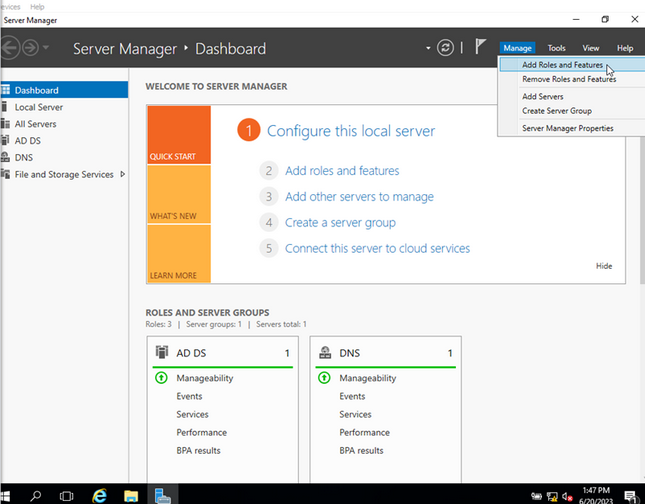 evices Help
Server Manager
Server Manager ‣ Dashboard
Manage Tools View Help
Add Roles and Features
Remove Roles and Features
Add Servers
Create Server Group
Server Manager Properties
Dashboard
Local Server
All Servers
AD DS
DNS
File and Storage Services
WELCOME TO SERVER MANAGER
QUICK START
WHAT'S NEW
LEARN MORE
1 Configure this local server
2 Add roles and features
3 Add other servers to manage
4 Create a server group
5 Connect this server to cloud services
Hide
ROLES AND SERVER GROUPS
Roles: 3 | Server groups: 1 | Servers total: 1
AD DS 1
Manageability
Events
Services
Performance
BPA results
DNS 1
Manageability
Events
Services
Performance
BPA results
1:47 PM
6/20/2023